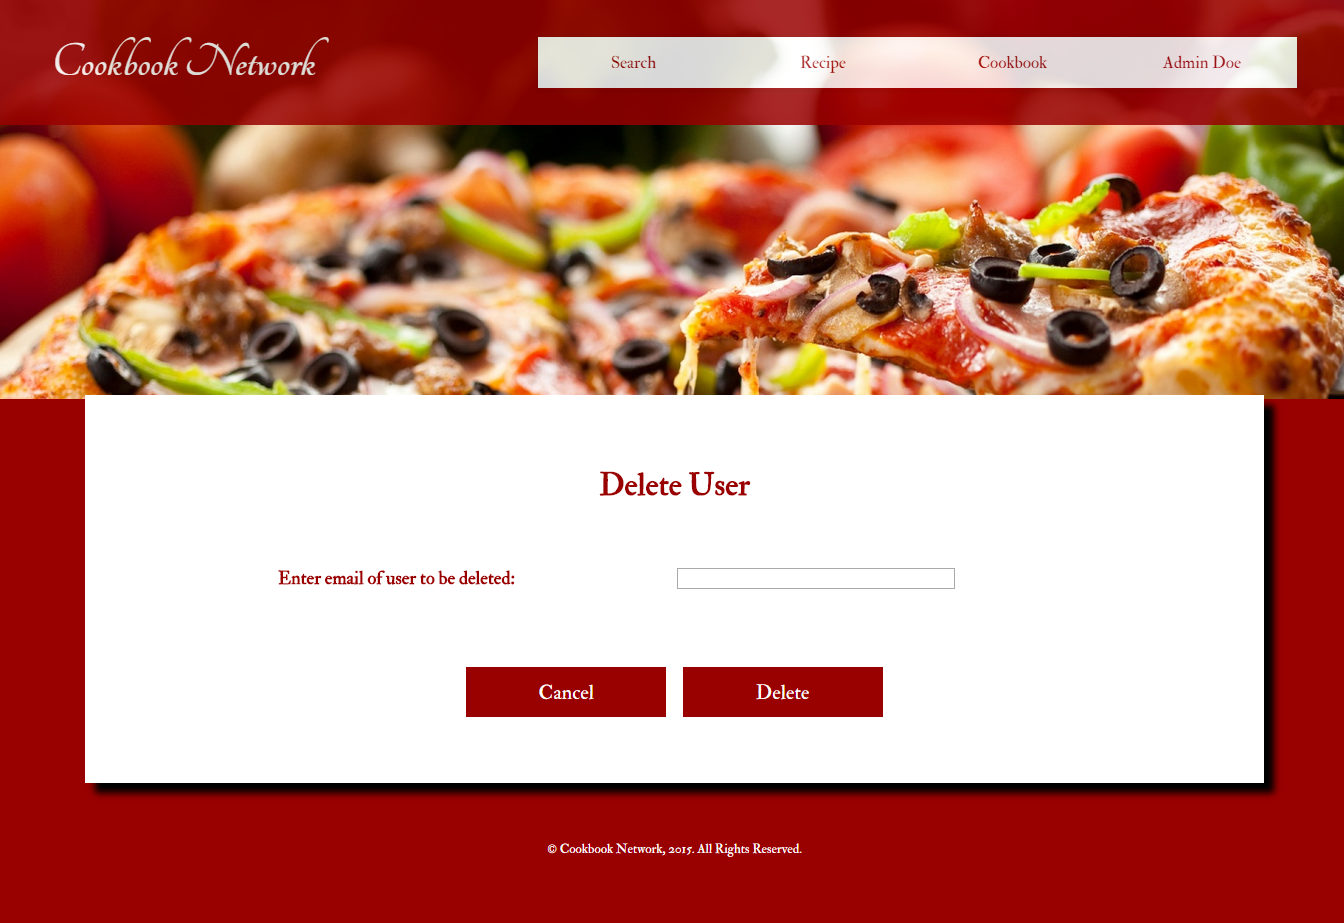 Cookbook Network
Search Recipe Cookbook Admin Doe
Delete User
Enter email of user to be deleted:
Cancel Delete
© Cookbook Network, 2015. All Rights Reserved.